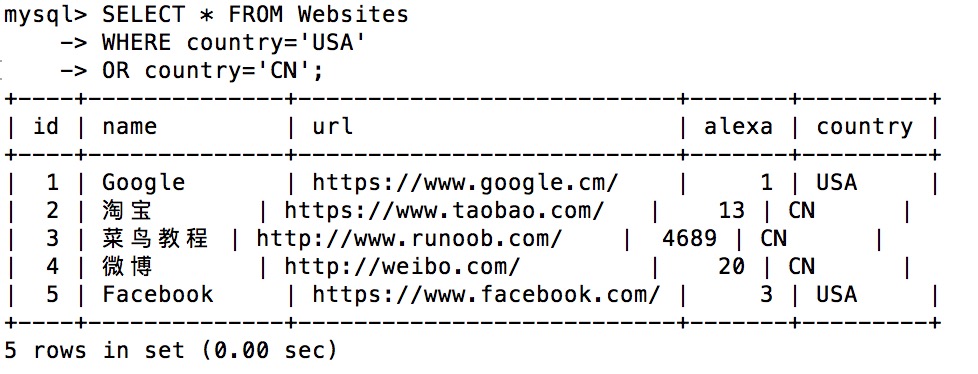 mysql> SELECT * FROM Websites
    -> WHERE country='USA'
    -> OR country='CN';
+----+--------------+---------------------------+-------+---------+
| id | name         | url                       | alexa | country |
+----+--------------+---------------------------+-------+---------+
|  1 | Google       | https://www.google.cm/    |     1 | USA     |
|  2 | 淘宝       | https://www.taobao.com/   |    13 | CN      |
|  3 | 菜鸟教程 | http://www.runoob.com/    |  4689 | CN      |
|  4 | 微博       | http://weibo.com/         |    20 | CN      |
|  5 | Facebook     | https://www.facebook.com/ |     3 | USA     |
+----+--------------+---------------------------+-------+---------+
5 rows in set (0.00 sec)